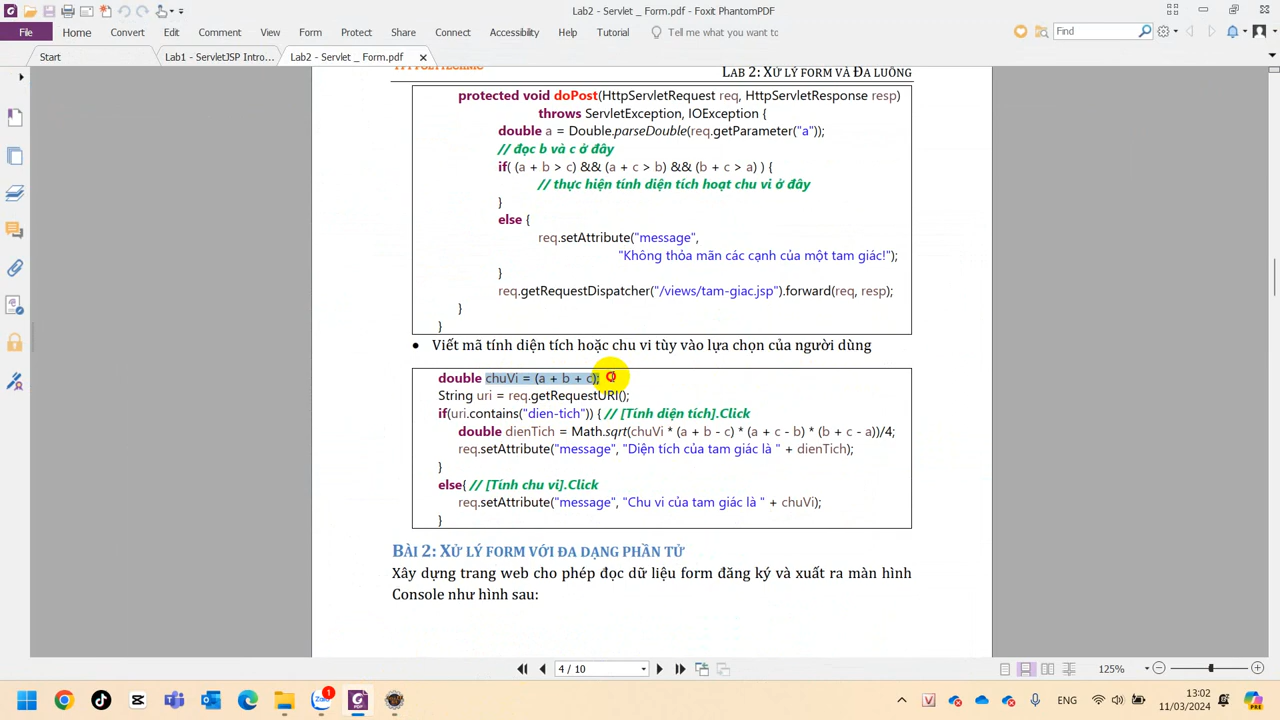 Lab2 - Servlet _ Form.pdf - Foxit PhantomPDF
File Home Convert Edit Comment View Form Protect Share Connect Accessibility Help Tutorial Tell me what you want to Find
Start Lab1 - ServletJSP Intro... Lab2 - Servlet _ Form.pdf
LAB 2: XỬ LÝ FORM VÀ ĐA LUỒNG
protected void doPost(HttpServletRequest req, HttpServletResponse resp)
throws ServletException, IOException {
double a = Double.parseDouble(req.getParameter("a"));
// đọc b và c ở đây
if( (a + b > c) && (a + c > b) && (b + c > a) ) {
// thực hiện tính diện tích hoạt chu vi ở đây
}
else {
req.setAttribute("message",
"Không thỏa mãn các cạnh của một tam giác!");
}
req.getRequestDispatcher("/views/tam-giac.jsp").forward(req, resp);
}
}
• Viết mã tính diện tích hoặc chu vi tùy vào lựa chọn của người dùng
double chuVi = (a + b + c);
String uri = req.getRequestURI();
if(uri.contains("dien-tich")) { // [Tính diện tích].Click
double dienTich = Math.sqrt(chuVi * (a + b - c) * (a + c - b) * (b + c - a))/4;
req.setAttribute("message", "Diện tích của tam giác là " + dienTich);
}
else{ // [Tính chu vi].Click
req.setAttribute("message", "Chu vi của tam giác là " + chuVi);
}
BÀI 2: XỬ LÝ FORM VỚI ĐA DẠNG PHẦN TỬ
Xây dựng trang web cho phép đọc dữ liệu form đăng ký và xuất ra màn hình
Console như hình sau:
4 / 10 125%
Zalo 1 ENG 13:02
11/03/2024 PRE